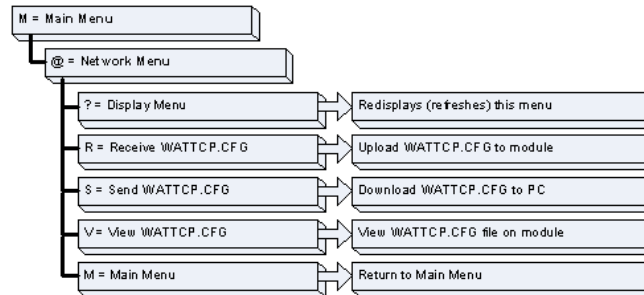 M = Main Menu
@ = Network Menu
? = Display Menu
Redisplays (refreshes) this menu
R = Receive WATTCP.CFG
Upload WATTCP.CFG to module
S = Send WATTCP.CFG
Download WATTCP.CFG to PC
V = View WATTCP.CFG
View WATTCP.CFG file on module
M = Main Menu
Return to Main Menu